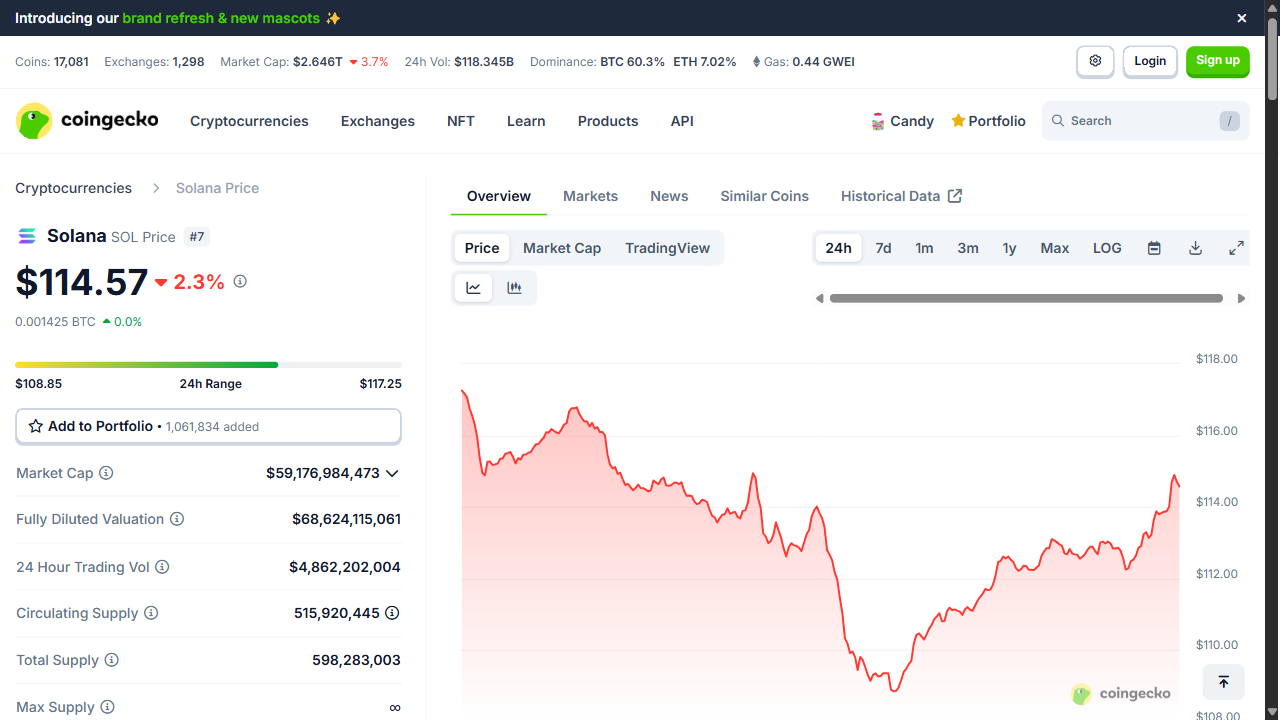 Introducing our brand refresh & new mascots ✨
Coins: 17,081 Exchanges: 1,298 Market Cap: $2.646T 3.7% 24h Vol: $118.345B Dominance: BTC 60.3% ETH 7.02% Gas: 0.44 GWEI
Login
Sign up
coingecko
Cryptocurrencies Exchanges NFT Learn Products API
Candy Portfolio Search /
Cryptocurrencies Solana Price
Solana SOL Price #7
$114.57 2.3%
0.001425 BTC 0.0%
$108.85 24h Range $117.25
Add to Portfolio • 1,061,834 added
Market Cap $59,176,984,473
Fully Diluted Valuation $68,624,115,061
24 Hour Trading Vol $4,862,202,004
Circulating Supply 515,920,445
Total Supply 598,283,003
Max Supply ∞
Overview Markets News Similar Coins Historical Data
Price Market Cap TradingView
24h 7d 1m 3m 1y Max LOG
$118.00
$116.00
$114.00
$112.00
$110.00
$108.00
coingecko